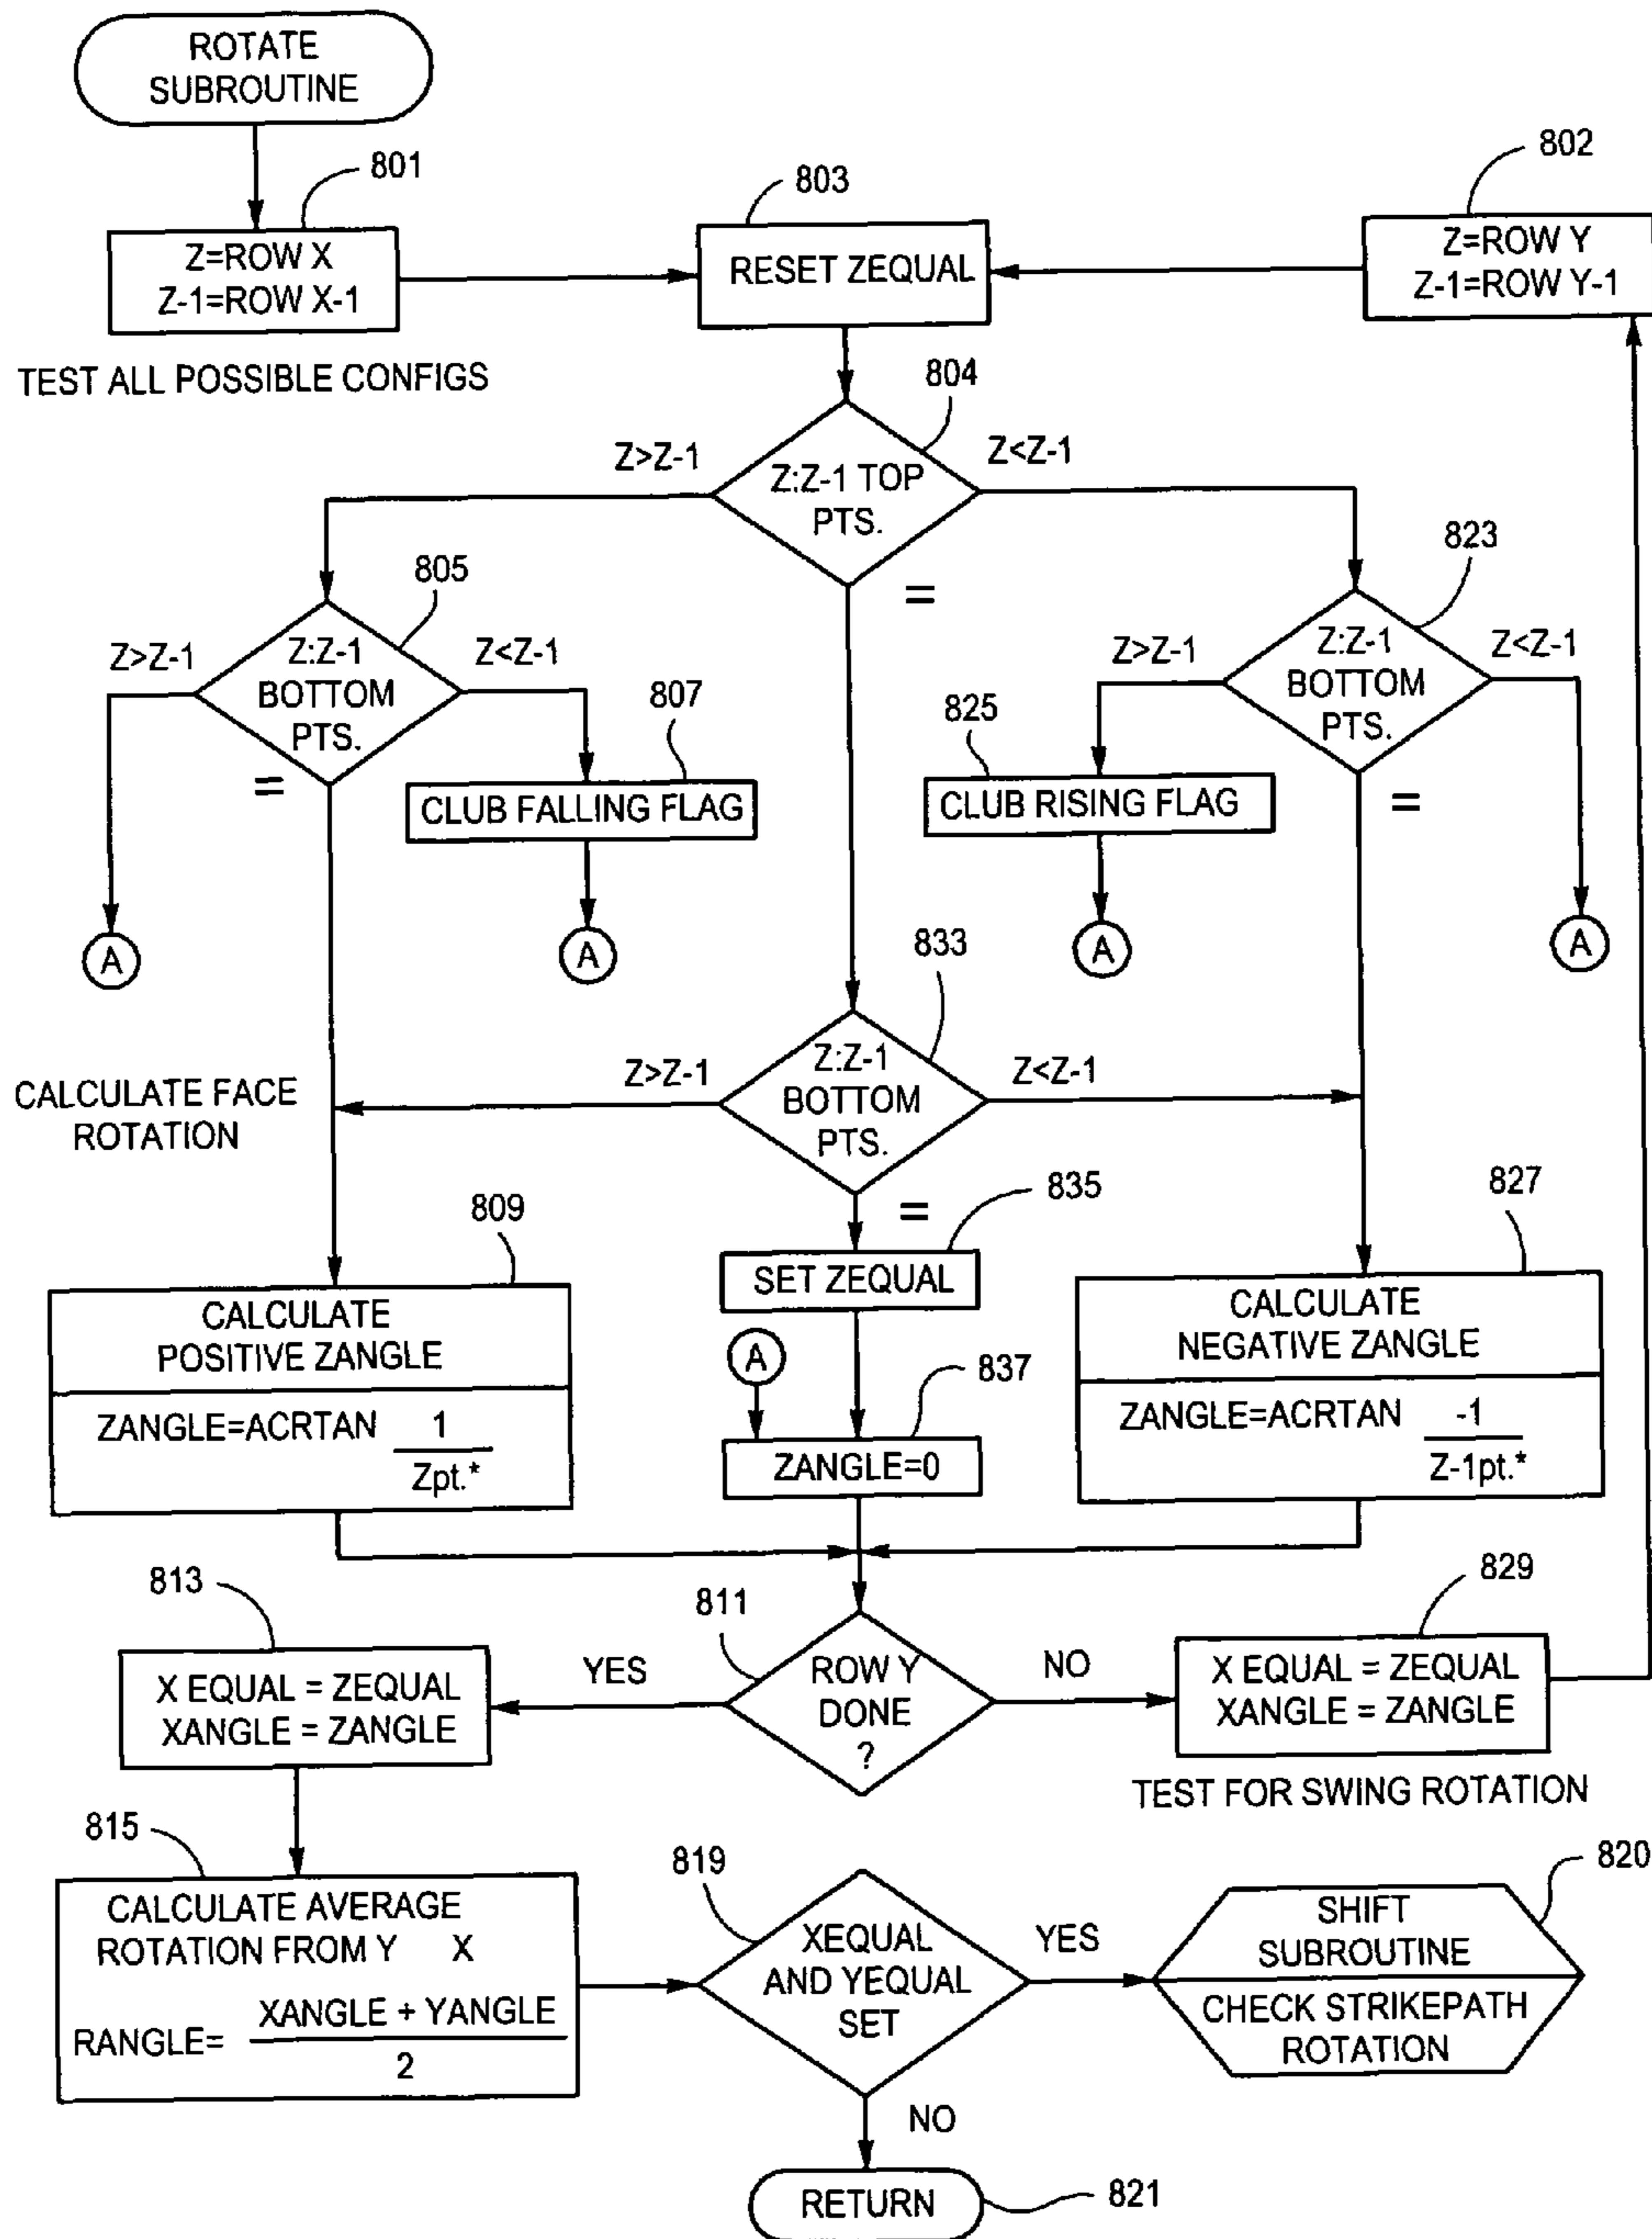 ROTATE
SUBROUTINE
801
Z=ROW X
Z-1=ROW X-1
803
RESET ZEQUAL
802
Z=ROW Y
Z-1=ROW Y-1
TEST ALL POSSIBLE CONFIGS
804
Z>Z-1
Z:Z-1 TOP
PTS.
Z<Z-1
=
805
Z>Z-1
Z:Z-1
BOTTOM
PTS.
Z<Z-1
=
807
CLUB FALLING FLAG
823
Z>Z-1
Z:Z-1
BOTTOM
PTS.
Z<Z-1
=
825
CLUB RISING FLAG
A
A
A
A
833
Z>Z-1
Z:Z-1
BOTTOM
PTS.
Z<Z-1
=
CALCULATE FACE
ROTATION
809
CALCULATE
POSITIVE ZANGLE
ZANGLE=ACRTAN 1
Zpt.*
835
SET ZEQUAL
A
837
ZANGLE=0
827
CALCULATE
NEGATIVE ZANGLE
ZANGLE=ACRTAN -1
Z-1pt.*
813
X EQUAL = ZEQUAL
XANGLE = ZANGLE
811
YES
ROW Y
DONE
?
NO
829
X EQUAL = ZEQUAL
XANGLE = ZANGLE
TEST FOR SWING ROTATION
815
CALCULATE AVERAGE
ROTATION FROM Y X
RANGLE= XANGLE + YANGLE
2
819
XEQUAL
AND YEQUAL
SET
YES
NO
820
SHIFT
SUBROUTINE
CHECK STRIKEPATH
ROTATION
RETURN
821